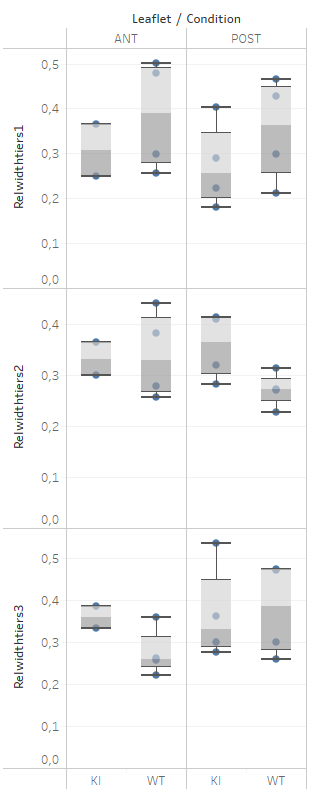 Leaflet / Condition
ANT POST
Relwidthtiers1
0,5
0,4
0,3
0,2
0,1
0,0
Relwidthtiers2
0,4
0,3
0,2
0,1
0,0
Relwidthtiers3
0,5
0,4
0,3
0,2
0,1
0,0
KI WT KI WT